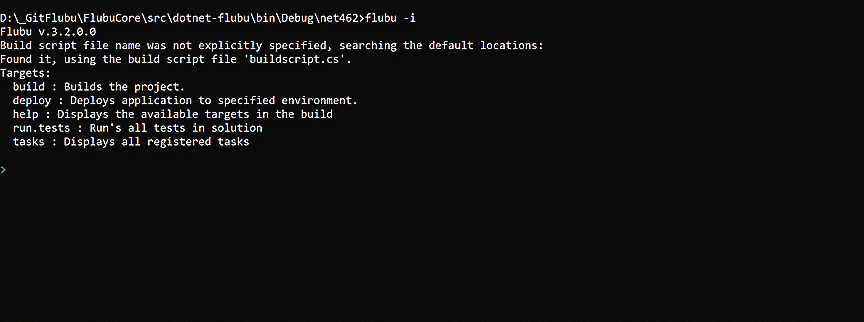 D:\_GitFlubu\FlubuCore\src\dotnet-flubu\bin\Debug\net462>flubu -i
Flubu v.3.2.0.0
Build script file name was not explicitly specified, searching the default locations:
Found it, using the build script file 'buildscript.cs'.
Targets:
  build : Builds the project.
  deploy : Deploys application to specified environment.
  help : Displays the available targets in the build
  run.tests : Run's all tests in solution
  tasks : Displays all registered tasks
>